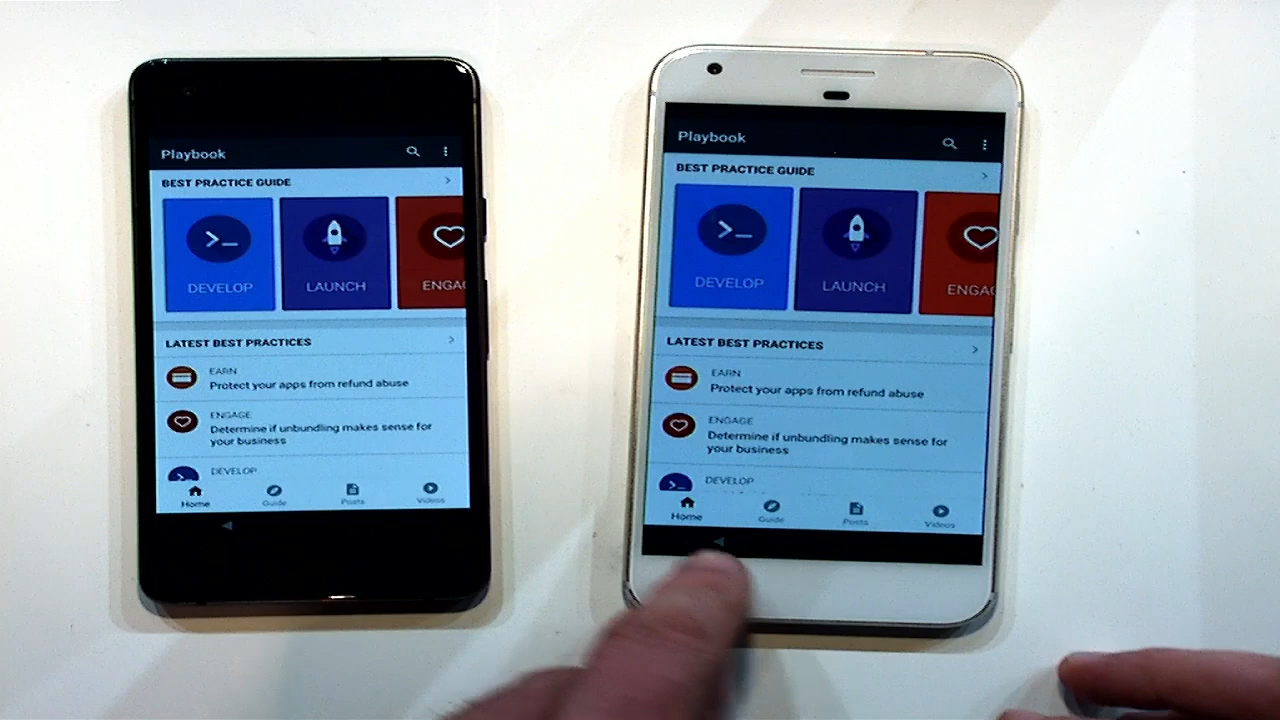 Playbook
BEST PRACTICE GUIDE
DEVELOP
LAUNCH
ENGAG
LATEST BEST PRACTICES
EARN
Protect your apps from refund abuse
ENGAGE
Determine if unbundling makes sense for
your business
DEVELOP
Home Guide Posts Videos
Playbook
BEST PRACTICE GUIDE
DEVELOP
LAUNCH
ENGAG
LATEST BEST PRACTICES
EARN
Protect your apps from refund abuse
ENGAGE
Determine if unbundling makes sense for
your business
DEVELOP
Home Guide Posts Videos